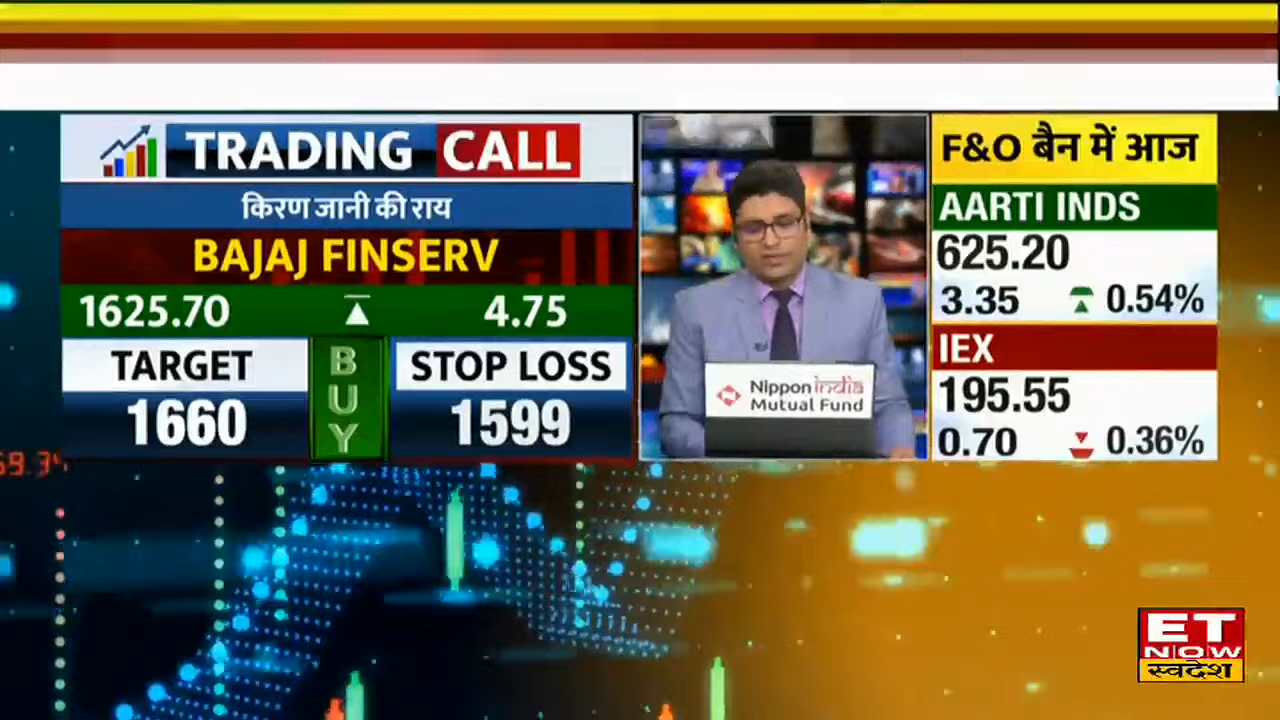 TRADING CALL
किरण जानी की राय
BAJAJ FINSERV
1625.70 4.75
TARGET
1660
BUY
STOP LOSS
1599
Nippon india
Mutual Fund
F&O बैन में आज
AARTI INDS
625.20
3.35 0.54%
IEX
195.55
0.70 0.36%
ET
NOW
स्वदेश